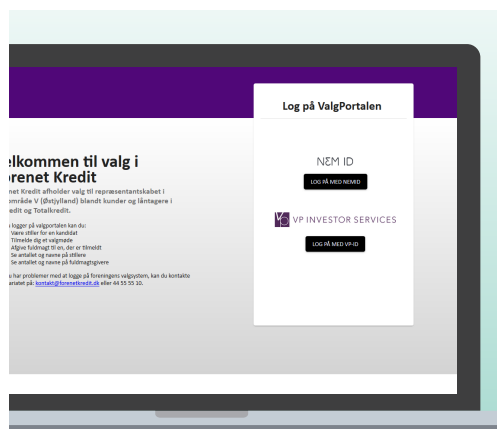 Log på ValgPortalen
elkommen til valg i
orenet Kredit
net Kredit afholder valg til repræsentantskabet i
område V (Østjylland) blandt kunder og låntagere i
redit og Totalkredit.
u logger på valgportalen kan du:
Være stiller for en kandidat
Tilmelde dig et valgmøde
Afgive fuldmagt til en, der er tilmeldt
Se antallet og navne på stillere
Se antallet og navne på fuldmagtsgivere
u har problemer med at logge på foreningens valgsystem, kan du kontakte
ariatet på: kontakt@forenetkredit.dk eller 44 55 55 10.
NEM ID
LOG PÅ MED NEMID
VP VP INVESTOR SERVICES
LOG PÅ MED VP-ID